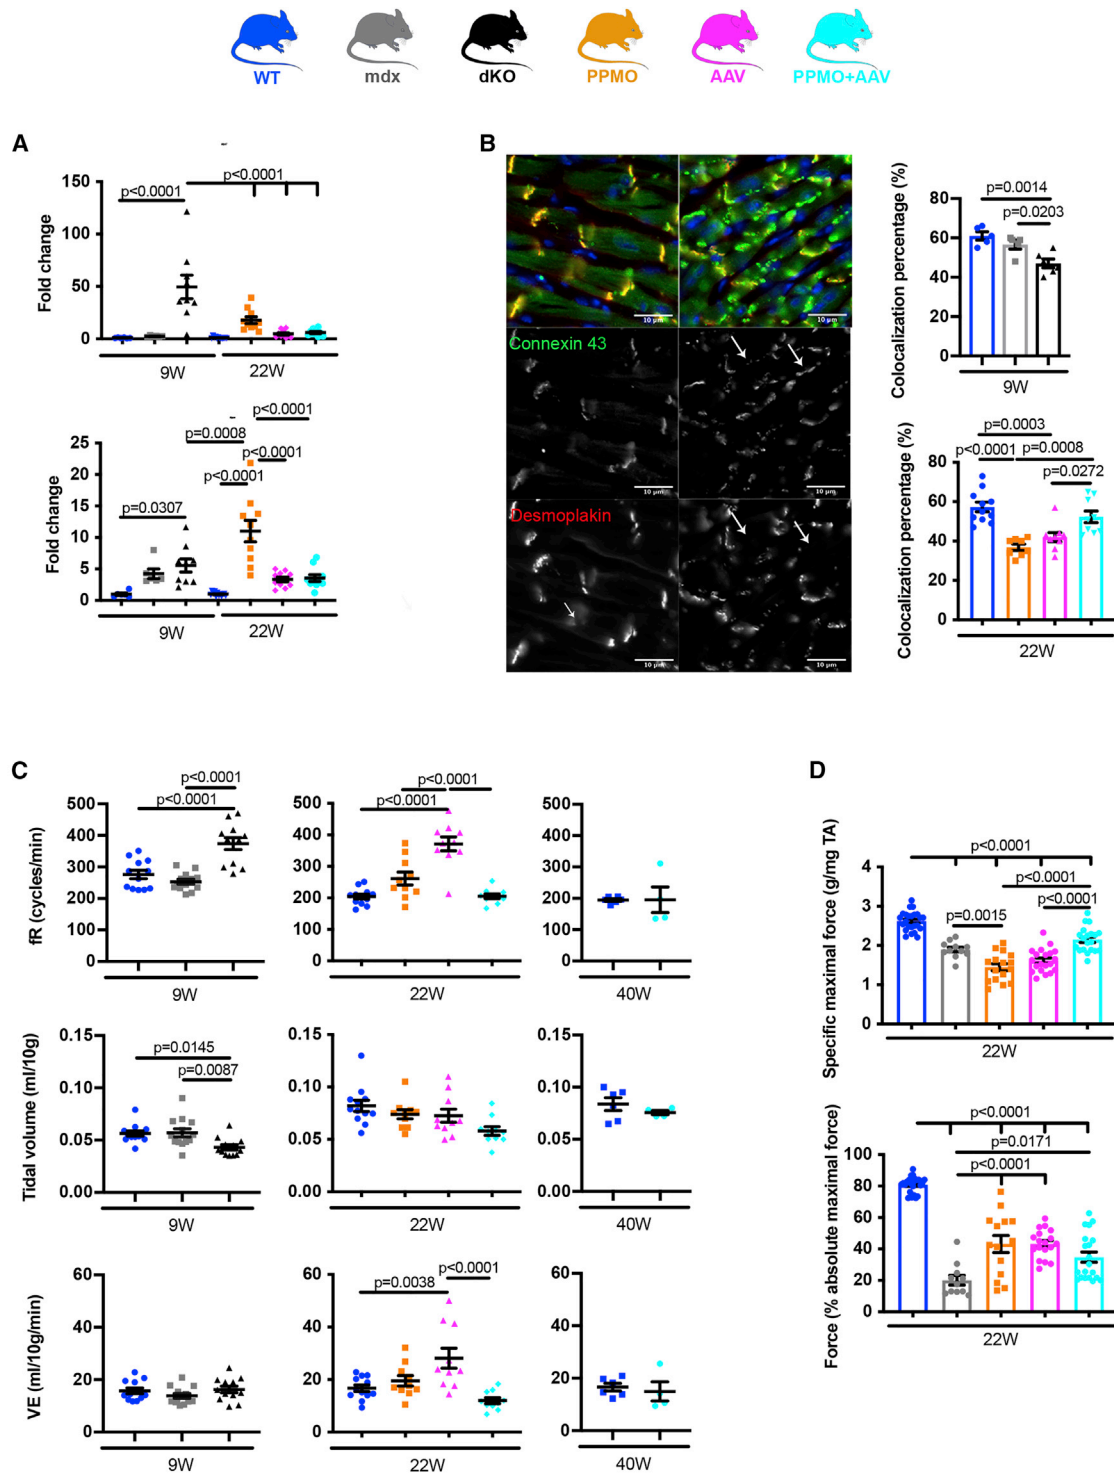 WT mdx dKO PPMO AAV PPMO+AAV
A
150
100
50
0
Fold change
p<0.0001
p<0.0001
9W
22W
25
20
15
10
5
0
Fold change
p=0.0307
p=0.0008
p<0.0001
p<0.0001
p<0.0001
9W
22W
B
10 µm
10 µm
Connexin 43
10 µm
10 µm
Desmoplakin
10 µm
10 µm
Colocalization percentage (%)
80
60
40
20
0
p=0.0014
p=0.0203
9W
Colocalization percentage (%)
80
60
40
20
0
p=0.0003
p<0.0001
p=0.0008
p=0.0272
22W
C
fR (cycles/min)
500
400
300
200
100
0
p<0.0001
p<0.0001
9W
500
400
300
200
100
0
p<0.0001
p<0.0001
22W
500
400
300
200
100
0
40W
Tidal volume (ml/10g)
0.15
0.10
0.05
0.00
p=0.0145
p=0.0087
9W
0.15
0.10
0.05
0.00
22W
0.15
0.10
0.05
0.00
40W
VE (ml/10g/min)
60
40
20
0
9W
60
40
20
0
p=0.0038
p<0.0001
22W
60
40
20
0
40W
D
Specific maximal force (g/mg TA)
4
3
2
1
0
p<0.0001
p<0.0001
p=0.0015
p<0.0001
22W
Force (% absolute maximal force)
100
80
60
40
20
0
p<0.0001
p=0.0171
p<0.0001
22W